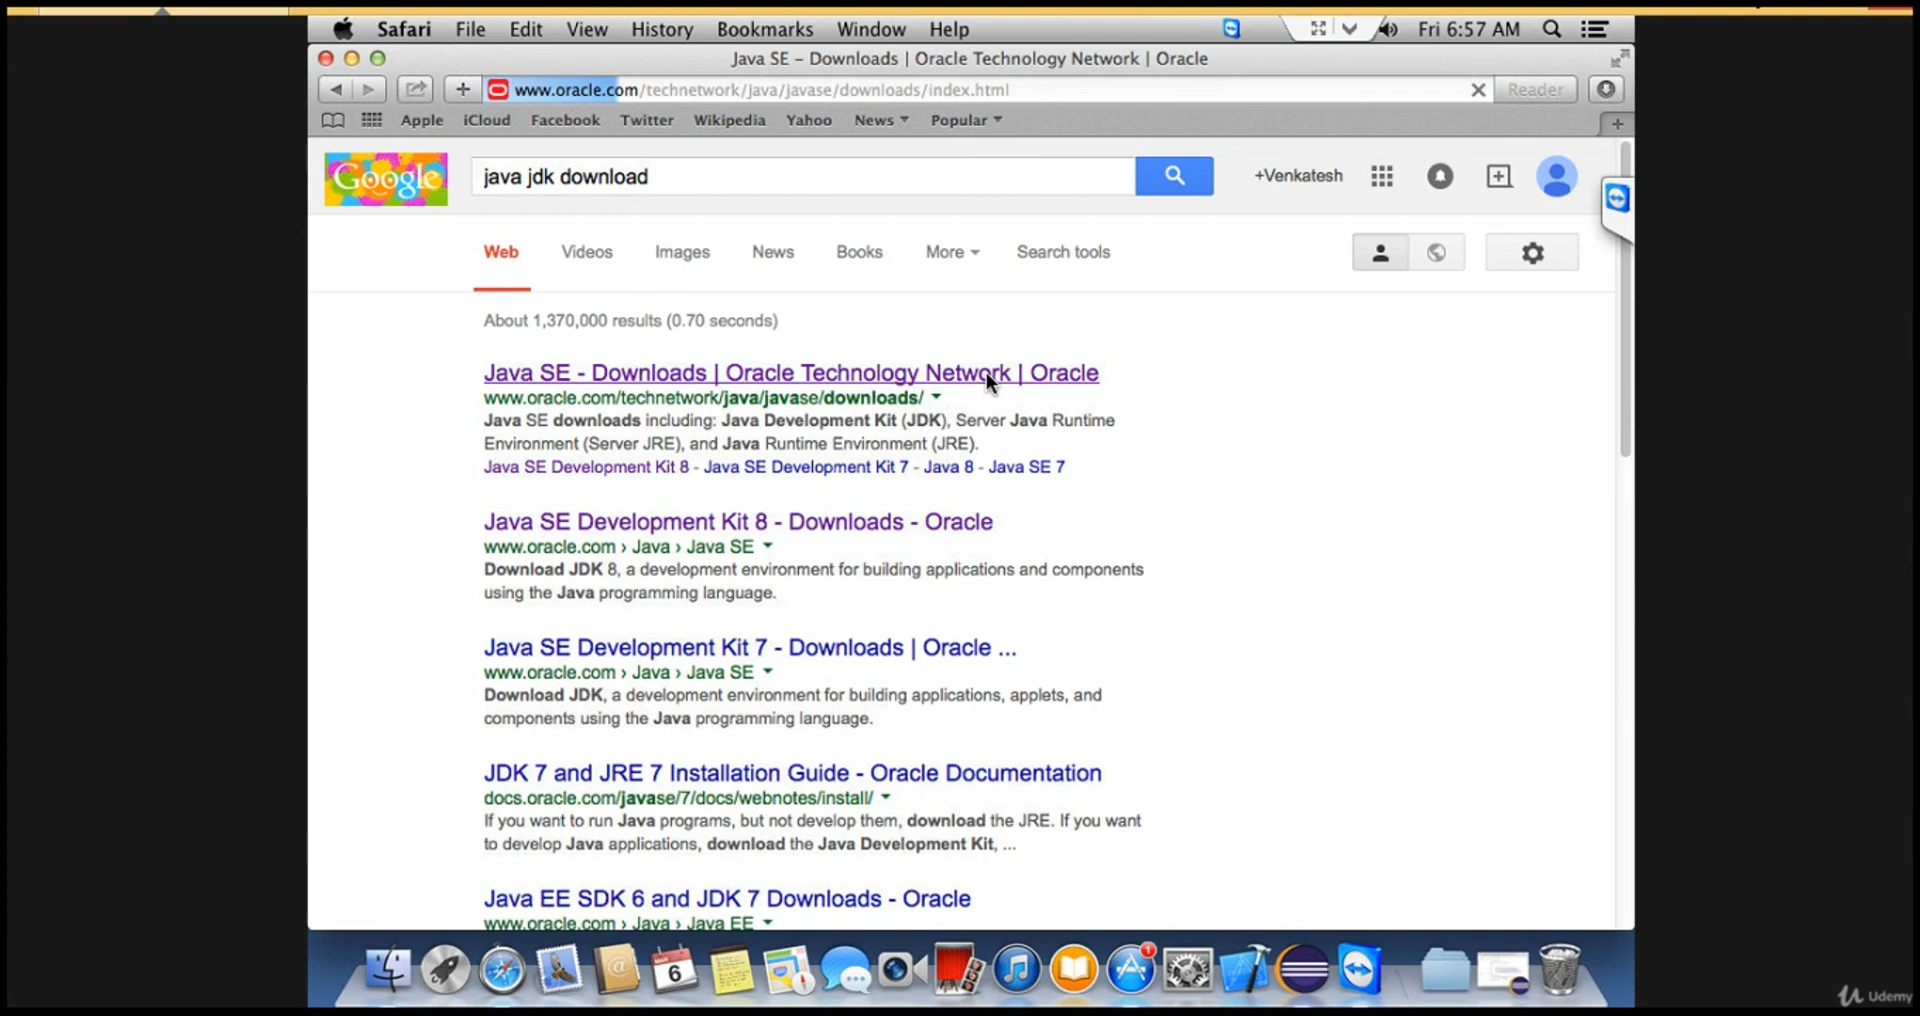 Safari File Edit View History Bookmarks Window Help Fri 6:57 AM
Java SE – Downloads | Oracle Technology Network | Oracle
www.oracle.com/technetwork/java/javase/downloads/index.html Reader
Apple iCloud Facebook Twitter Wikipedia Yahoo News Popular
Google java jdk download +Venkatesh
Web Videos Images News Books More Search tools
About 1,370,000 results (0.70 seconds)
Java SE - Downloads | Oracle Technology Network | Oracle
www.oracle.com/technetwork/java/javase/downloads/
Java SE downloads including: Java Development Kit (JDK), Server Java Runtime
Environment (Server JRE), and Java Runtime Environment (JRE).
Java SE Development Kit 8 - Java SE Development Kit 7 - Java 8 - Java SE 7
Java SE Development Kit 8 - Downloads - Oracle
www.oracle.com › Java › Java SE
Download JDK 8, a development environment for building applications and components
using the Java programming language.
Java SE Development Kit 7 - Downloads | Oracle ...
www.oracle.com › Java › Java SE
Download JDK, a development environment for building applications, applets, and
components using the Java programming language.
JDK 7 and JRE 7 Installation Guide - Oracle Documentation
docs.oracle.com/javase/7/docs/webnotes/install/
If you want to run Java programs, but not develop them, download the JRE. If you want
to develop Java applications, download the Java Development Kit, ...
Java EE SDK 6 and JDK 7 Downloads - Oracle
www.oracle.com › Java › Java EE
6
1
Udemy